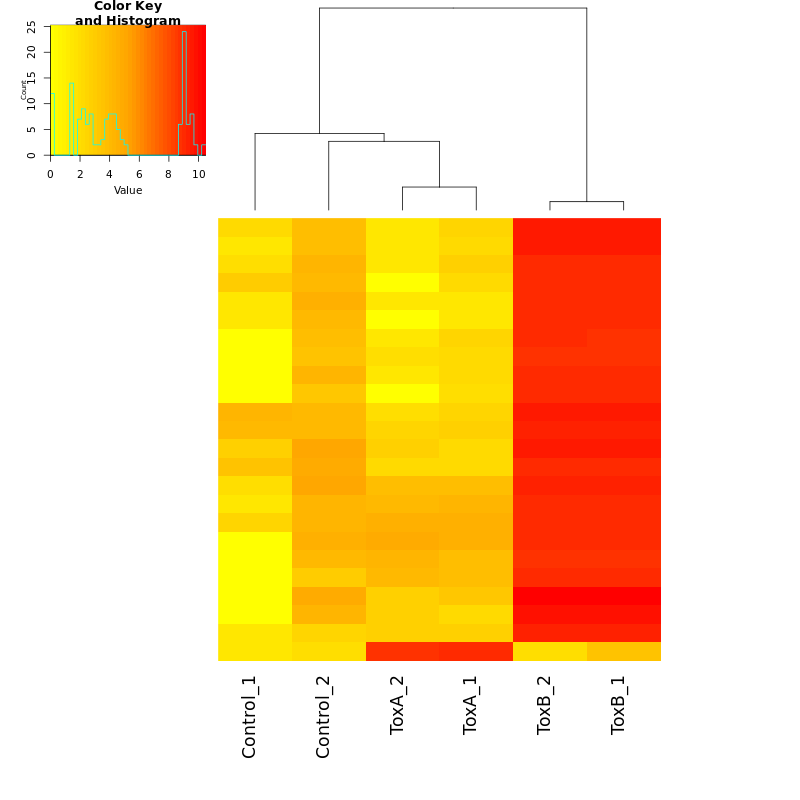 Color Key
and Histogram
Count
0 5 10 15 20 25
0 2 4 6 8 10
Value
Control_1 Control_2 ToxA_2 ToxA_1 ToxB_2 ToxB_1